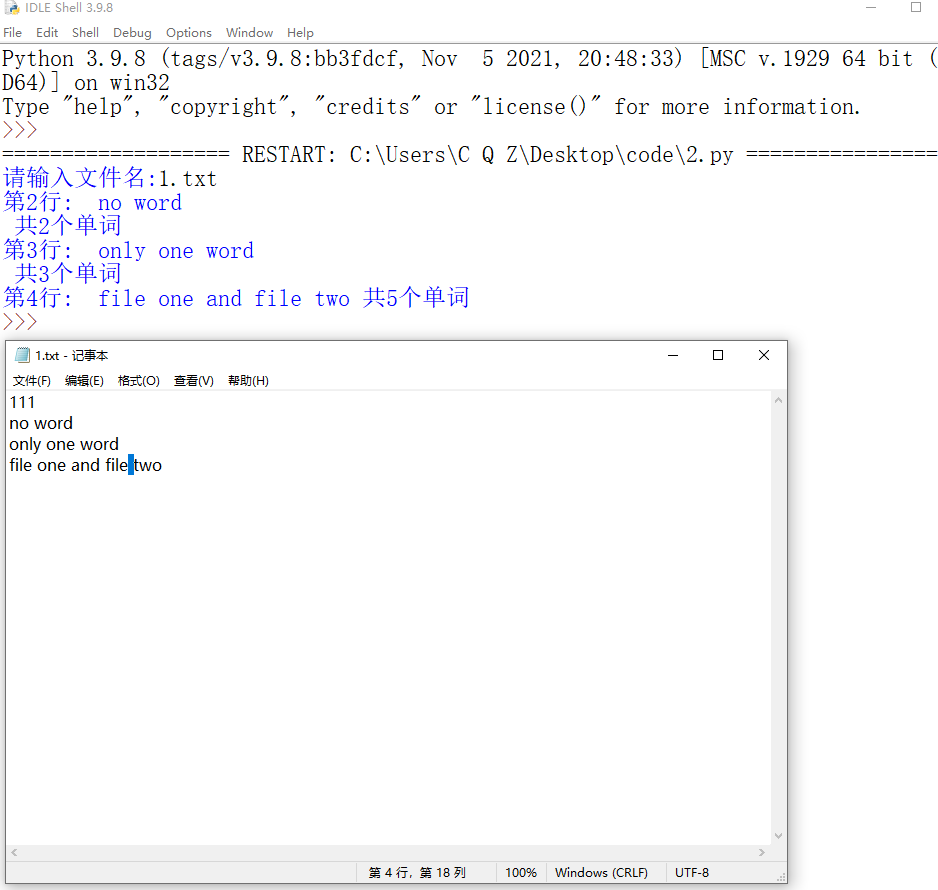 IDLE Shell 3.9.8
File Edit Shell Debug Options Window Help
Python 3.9.8 (tags/v3.9.8:bb3fdcf, Nov  5 2021, 20:48:33) [MSC v.1929 64 bit (
D64)] on win32
Type "help", "copyright", "credits" or "license()" for more information.
>>>
=================== RESTART: C:\Users\C Q Z\Desktop\code\2.py ================
请输入文件名:1.txt
第2行:  no word
 共2个单词
第3行:  only one word
 共3个单词
第4行:  file one and file two 共5个单词
>>>
1.txt - 记事本
文件(F) 编辑(E) 格式(O) 查看(V) 帮助(H)
111
no word
only one word
file one and file two
第 4 行，第 18 列 100% Windows (CRLF) UTF-8